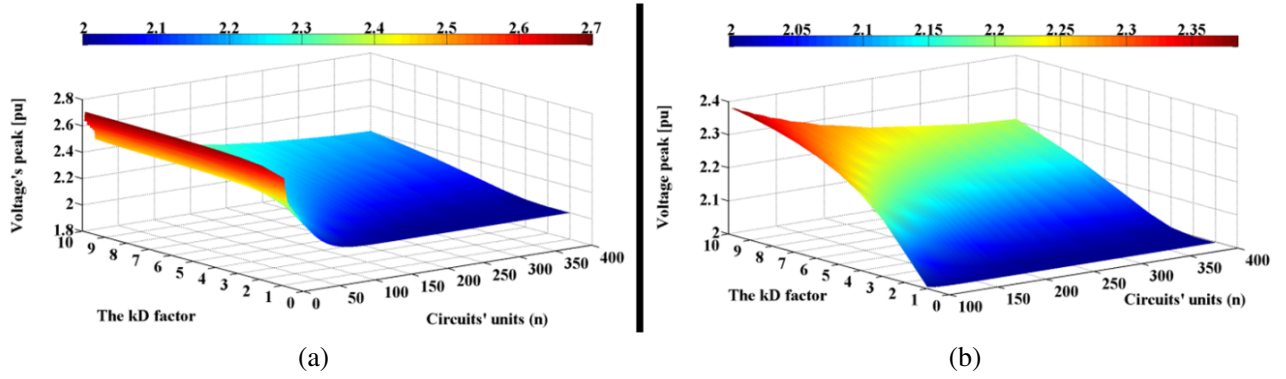 2 2.1 2.2 2.3 2.4 2.5 2.6 2.7
2.8
2.6
2.4
2.2
2
1.8
Voltage's peak [pu]
10 9 8 7 6 5 4 3 2 1 0
The kD factor
0 50 100 150 200 250 300 350 400
Circuits' units (n)
(a)
2 2.05 2.1 2.15 2.2 2.25 2.3 2.35
2.4
2.3
2.2
2.1
2
Voltage peak [pu]
10 9 8 7 6 5 4 3 2 1 0
The kD factor
100 150 200 250 300 350 400
Circuits' units (n)
(b)